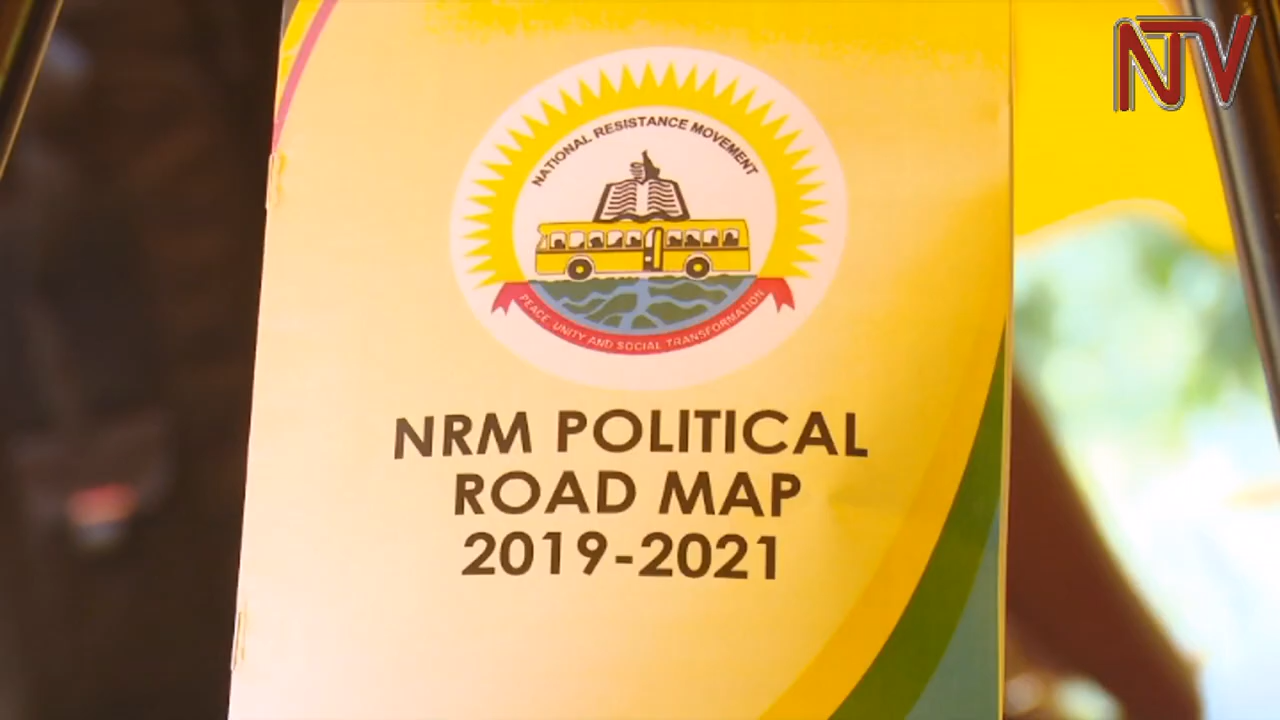 NTV
NATIONAL RESISTANCE MOVEMENT
PEACE, UNITY AND SOCIAL TRANSFORMATION
NRM POLITICAL
ROAD MAP
2019-2021